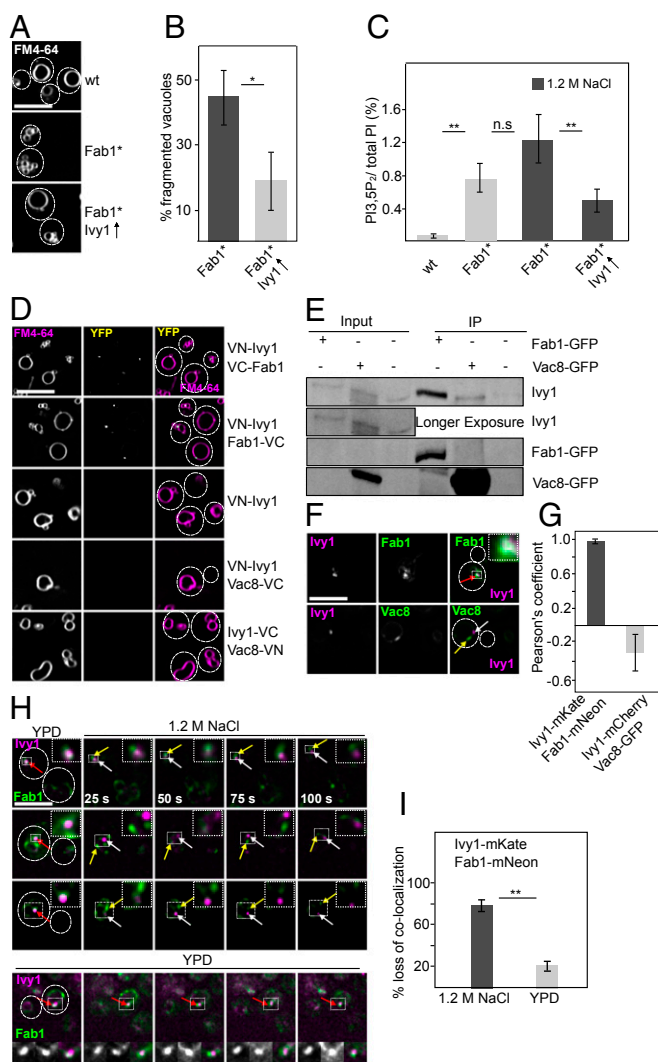 A
FM4-64
wt
Fab1*
Fab1*
Ivy1↑
B
% fragmented vacuoles
50
30
10
*
Fab1*
Fab1*
Ivy1↑
C
PI3,5P₂/ total PI (%)
1.6
1.2
0.8
0.4
1.2 M NaCl
**
n.s
**
wt
Fab1*
Fab1*
Fab1*
Ivy1↑
D
FM4-64
YFP
YFP
FM4-64
VN-Ivy1
VC-Fab1
VN-Ivy1
Fab1-VC
VN-Ivy1
VN-Ivy1
Vac8-VC
Ivy1-VC
Vac8-VN
E
Input
IP
+ - - + - - Fab1-GFP
- + - - + - Vac8-GFP
Ivy1
Longer Exposure
Ivy1
Fab1-GFP
Vac8-GFP
F
Ivy1
Fab1
Fab1
Ivy1
Ivy1
Vac8
Vac8
Ivy1
G
Pearson's coefficient
1.0
0.6
0.2
-0.2
-0.6
Ivy1-mKate
Fab1-mNeon
Ivy1-mCherry
Vac8-GFP
H
YPD
1.2 M NaCl
Ivy1
Fab1
25 s
50 s
75 s
100 s
YPD
Ivy1
Fab1
I
% loss of co-localization
100
80
60
40
20
Ivy1-mKate
Fab1-mNeon
**
1.2 M NaCl
YPD